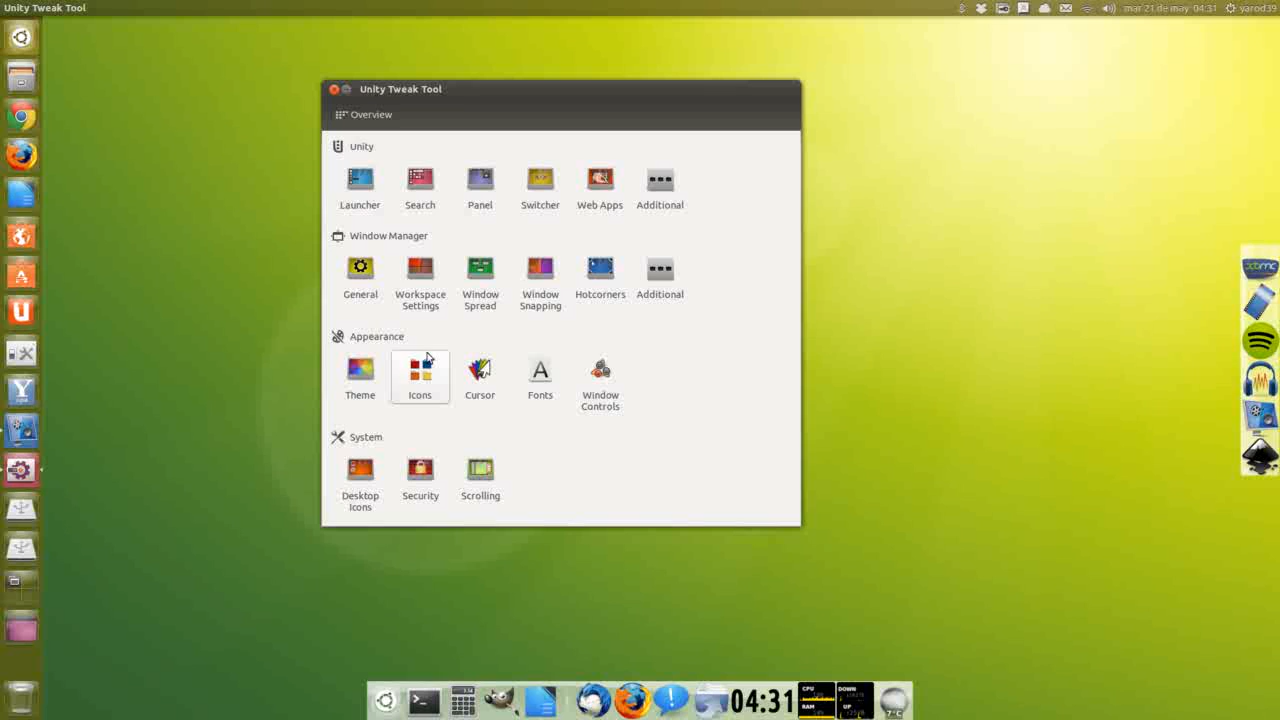 Unity Tweak Tool
mar 21 de may, 04:31 yarod39
Unity Tweak Tool
Overview
Unity
Launcher Search Panel Switcher Web Apps Additional
Window Manager
General Workspace Settings Window Spread Window Snapping Hotcorners Additional
Appearance
Theme Icons Cursor Fonts Window Controls
System
Desktop Icons Security Scrolling
xbmc
04:31
CPU
RAM
DOWN
UP
7°C